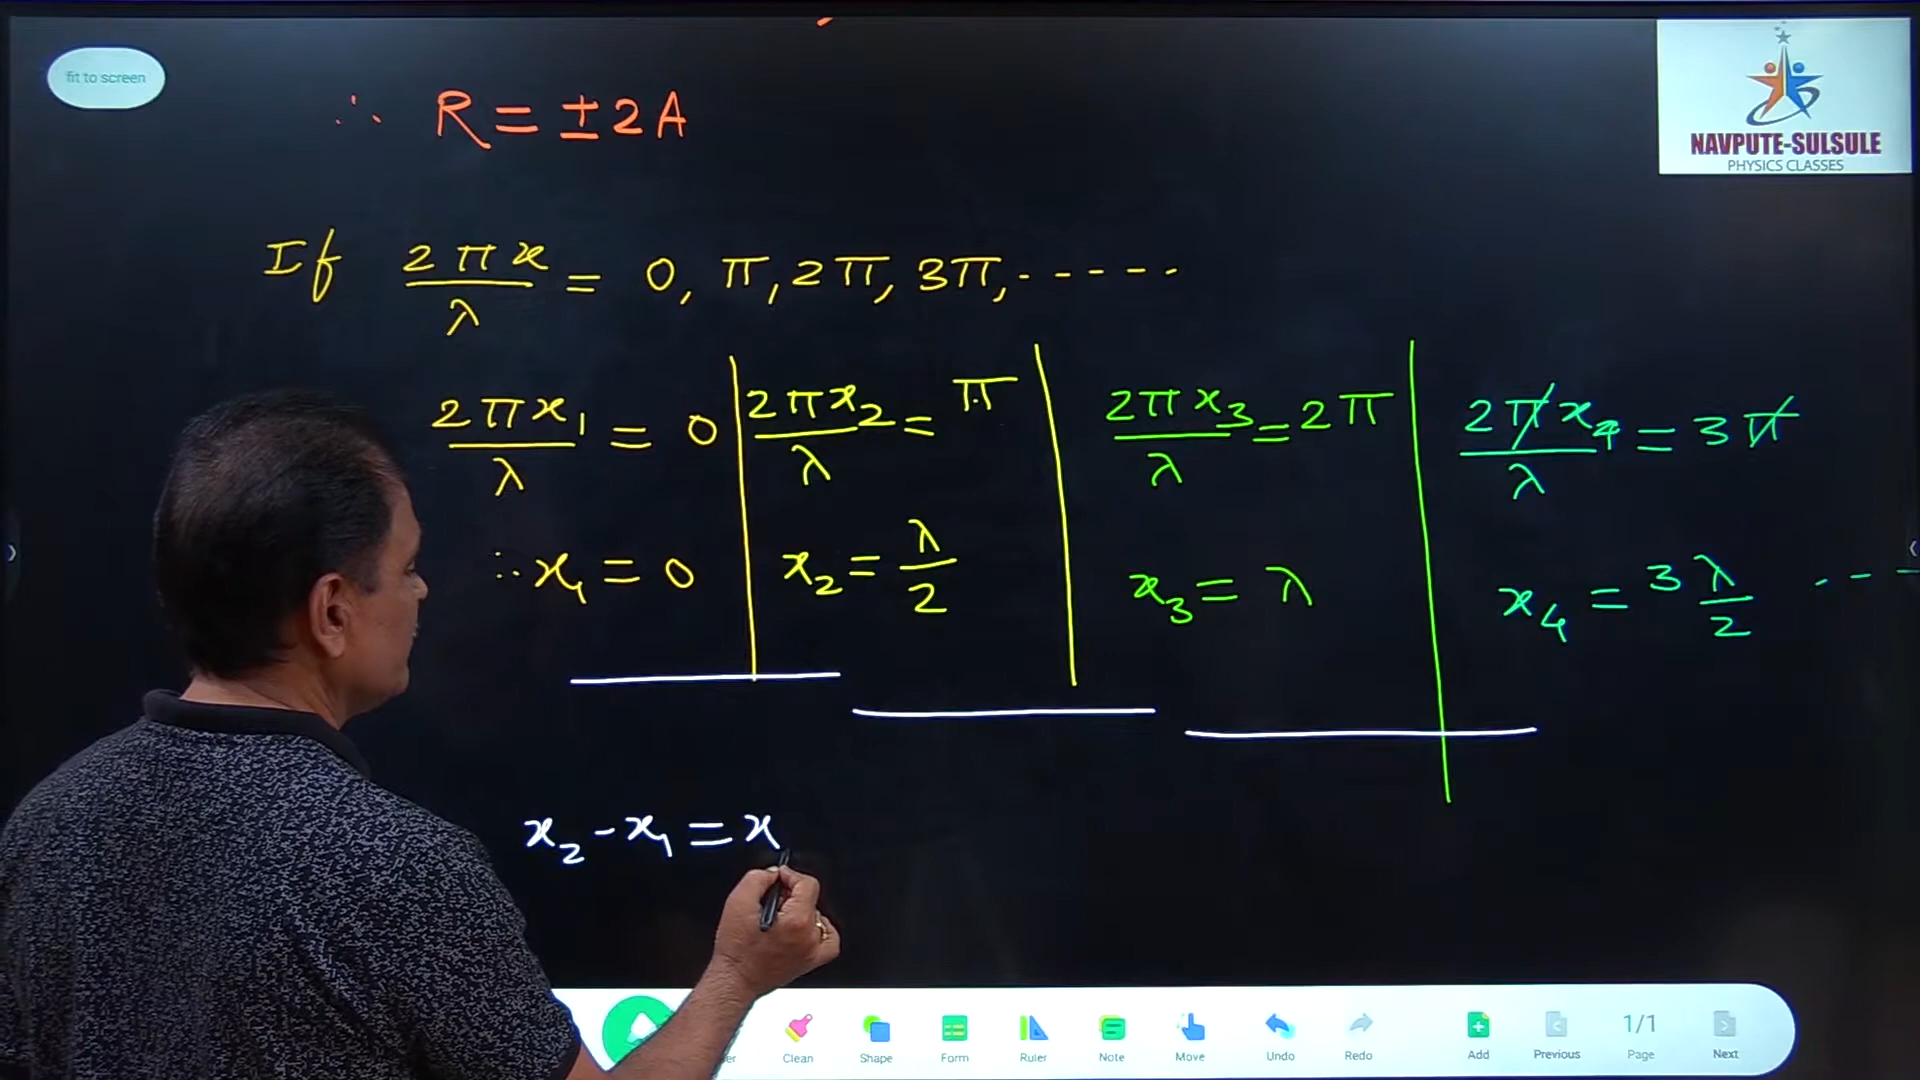 fit to screen
∴ R = ±2A
NAVPUTE-SULSULE
PHYSICS CLASSES
If 2πx/λ = 0, π, 2π, 3π, -----
2πx₁/λ = 0 | 2πx₂/λ = π | 2πx₃/λ = 2π | 2πx₄/λ = 3π
∴ x₁ = 0 | x₂ = λ/2 | x₃ = λ | x₄ = 3λ/2 ---
x₂ - x₁ = x
er Clean Shape Form Ruler Note Move Undo Redo Add Previous 1/1 Page Next